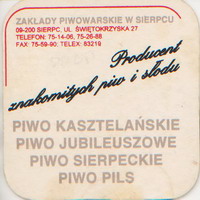 ZAKŁADY PIWOWARSKIE W SIERPCU
09-200 SIERPC, UL. ŚWIĘTOKRZYSKA 27
TELEFON: 75-14-06, 75-26-88
FAX: 75-59-90, TELEX: 83219
Producent
znakomitych piw i słodu
PIWO KASZTELAŃSKIE
PIWO JUBILEUSZOWE
PIWO SIERPECKIE
PIWO PILS